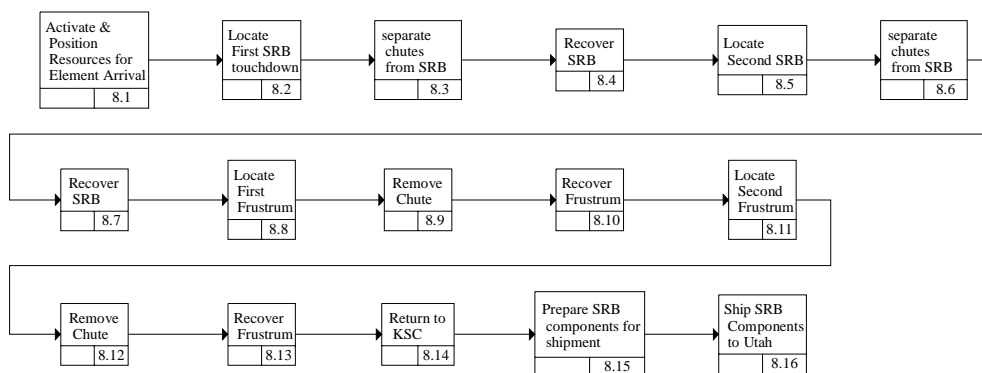 Activate &
Position
Resources for
Element Arrival
8.1
Locate
First SRB
touchdown
8.2
separate
chutes
from SRB
8.3
Recover
SRB
8.4
Locate
Second SRB
8.5
separate
chutes
from SRB
8.6
Recover
SRB
8.7
Locate
First
Frustrum
8.8
Remove
Chute
8.9
Recover
Frustrum
8.10
Locate
Second
Frustrum
8.11
Remove
Chute
8.12
Recover
Frustrum
8.13
Return to
KSC
8.14
Prepare SRB
components for
shipment
8.15
Ship SRB
Components
to Utah
8.16